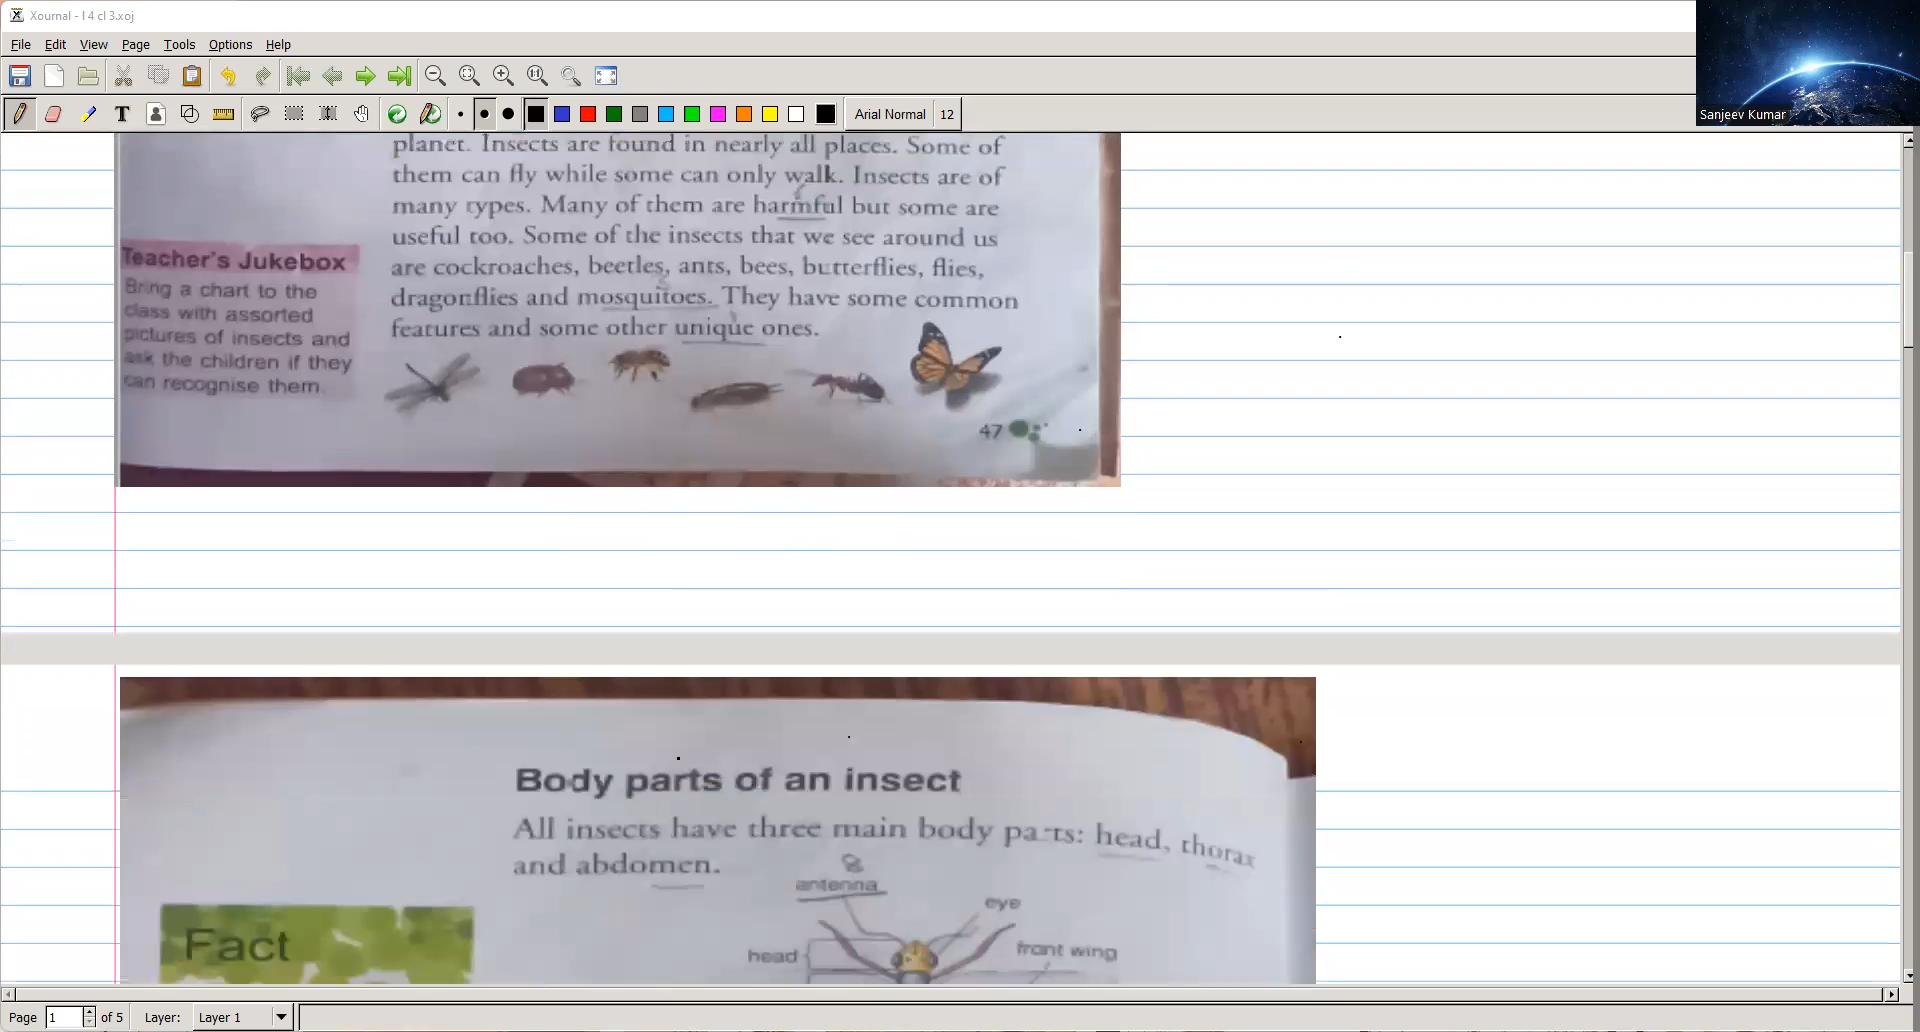 Xournal - l 4 cl 3.xoj
File Edit View Page Tools Options Help
Arial Normal 12
Sanjeev Kumar
planet. Insects are found in nearly all places. Some of
them can fly while some can only walk. Insects are of
many types. Many of them are harmful but some are
useful too. Some of the insects that we see around us
are cockroaches, beetles, ants, bees, butterflies, flies,
dragonflies and mosquitoes. They have some common
features and some other unique ones.
Teacher's Jukebox
Bring a chart to the
class with assorted
pictures of insects and
ask the children if they
can recognise them.
47
Body parts of an insect
All insects have three main body parts: head, thorax
and abdomen.
8
antenna
eye
head
front wing
Fact
Page 1 of 5 Layer: Layer 1